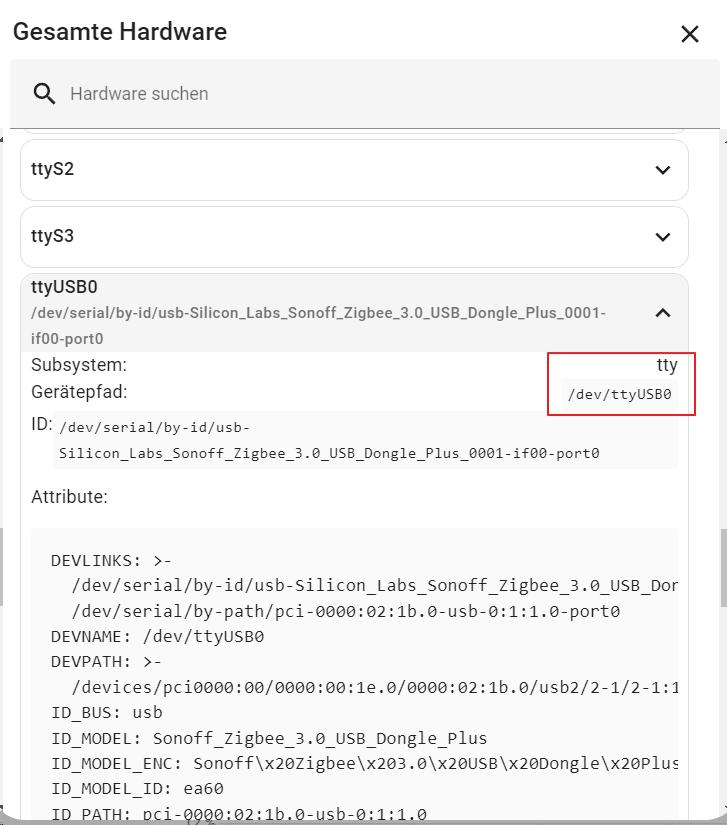 Gesamte Hardware
Hardware suchen
ttyS2
ttyS3
ttyUSB0
/dev/serial/by-id/usb-Silicon_Labs_Sonoff_Zigbee_3.0_USB_Dongle_Plus_0001-
if00-port0
Subsystem: tty
Gerätepfad: /dev/ttyUSB0
ID: /dev/serial/by-id/usb-
Silicon_Labs_Sonoff_Zigbee_3.0_USB_Dongle_Plus_0001-if00-port0
Attribute:
DEVLINKS: >-
/dev/serial/by-id/usb-Silicon_Labs_Sonoff_Zigbee_3.0_USB_Don
/dev/serial/by-path/pci-0000:02:1b.0-usb-0:1:1.0-port0
DEVNAME: /dev/ttyUSB0
DEVPATH: >-
/devices/pci0000:00/0000:00:1e.0/0000:02:1b.0/usb2/2-1/2-1:1
ID_BUS: usb
ID_MODEL: Sonoff_Zigbee_3.0_USB_Dongle_Plus
ID_MODEL_ENC: Sonoff\x20Zigbee\x203.0\x20USB\x20Dongle\x20Plus
ID_MODEL_ID: ea60
ID_PATH: pci-0000:02:1b.0-usb-0:1:1.0